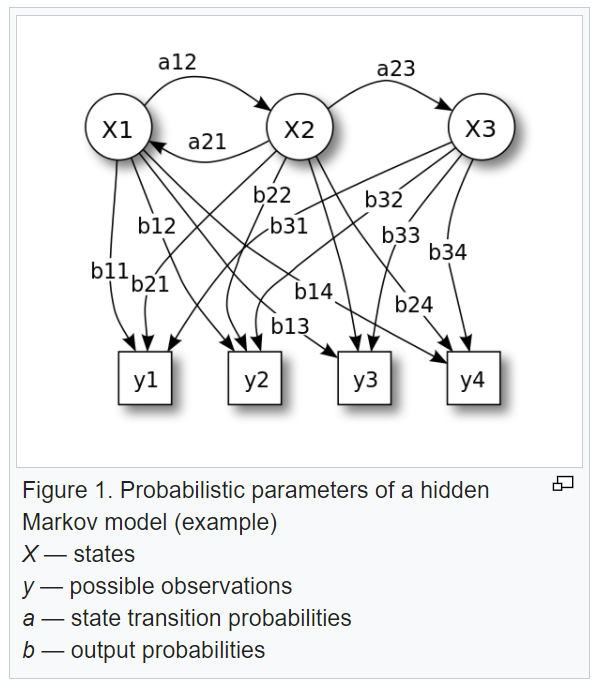 a12
a23
X1
X2
X3
a21
b22
b32
b12
b31
b33
b34
b11
b21
b14
b24
b13
y1
y2
y3
y4
Figure 1. Probabilistic parameters of a hidden
Markov model (example)
X — states
y — possible observations
a — state transition probabilities
b — output probabilities